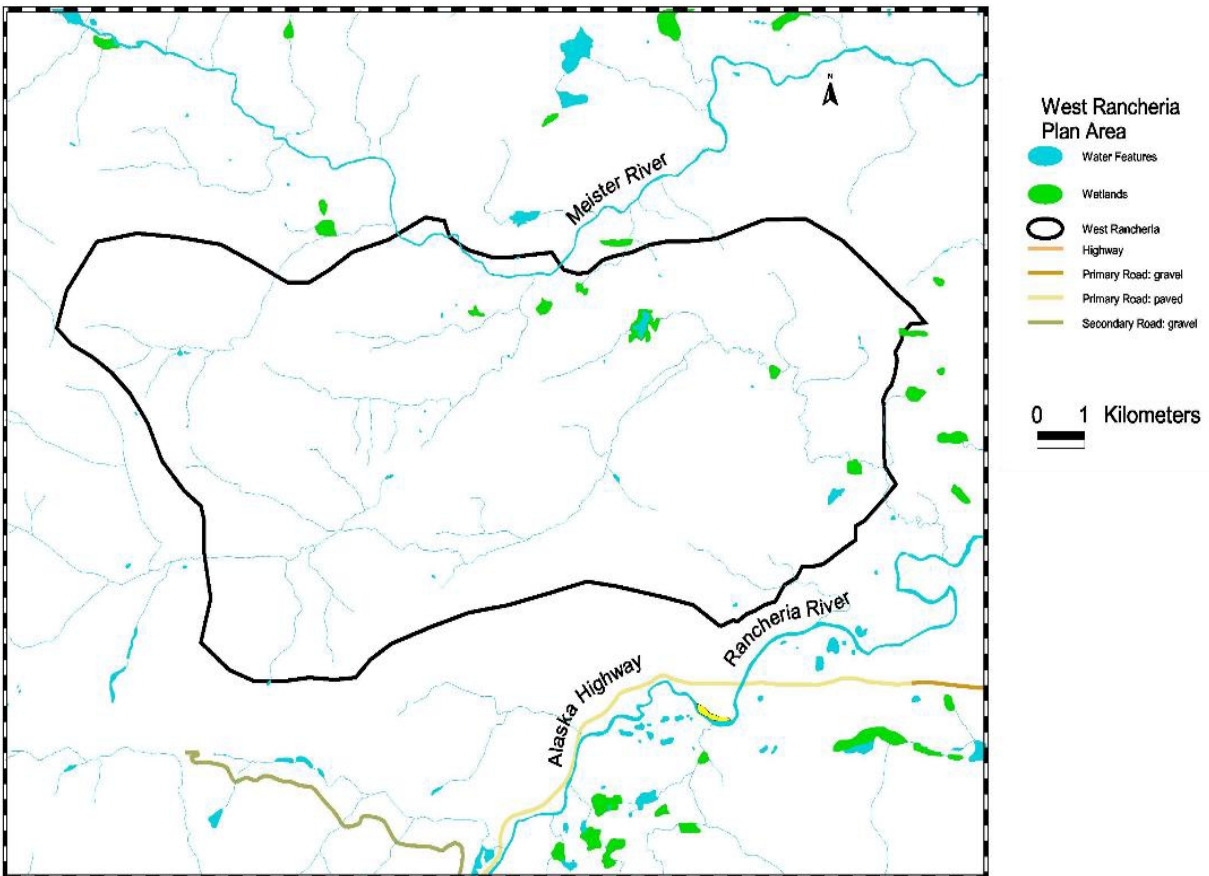 N
Meister River
Rancheria River
Alaska Highway
West Rancheria
Plan Area
Water Features
Wetlands
West Rancheria
Highway
Primary Road: gravel
Primary Road: paved
Secondary Road: gravel
0 1 Kilometers